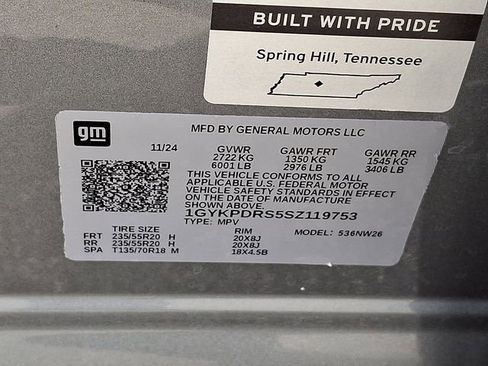 BUILT WITH PRIDE
Spring Hill, Tennessee
gm
MFD BY GENERAL MOTORS LLC
11/24 GVWR GAWR FRT GAWR RR
2722 KG 1350 KG 1545 KG
6001 LB 2976 LB 3406 LB
THIS VEHICLE CONFORMS TO ALL
APPLICABLE U.S. FEDERAL MOTOR
VEHICLE SAFETY STANDARDS IN EFFECT
ON THE DATE OF MANUFACTURE
SHOWN ABOVE
1GYKPDRS5SZ119753
TYPE: MPV
TIRE SIZE RIM MODEL: 536NW26
FRT 235/55R20 H 20X8J
RR 235/55R20 H 20X8J
SPA T135/70R18 M 18X4.5B